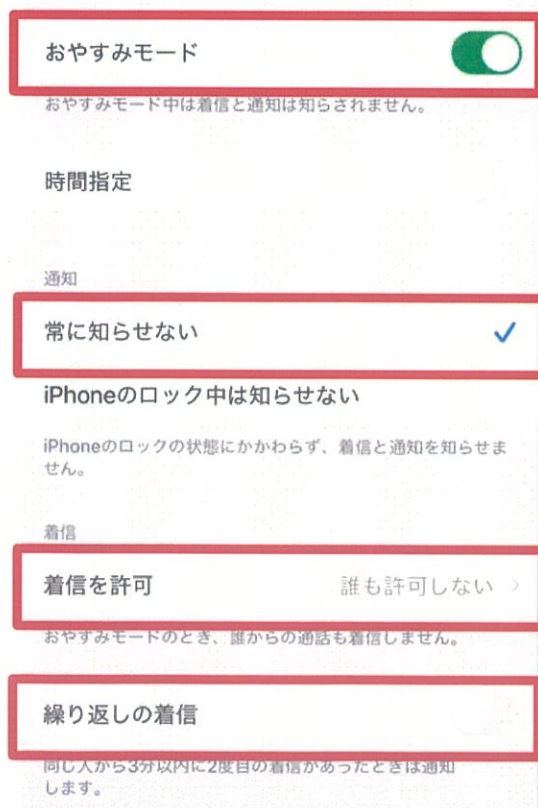 おやすみモード
おやすみモード中は着信と通知は知らされません。
時間指定
通知
常に知らせない
iPhoneのロック中は知らせない
iPhoneのロックの状態にかかわらず、着信と通知を知らせま
せん。
着信
着信を許可 誰も許可しない
おやすみモードのとき、誰からの通話も着信しません。
繰り返しの着信
同じ人から3分以内に2度目の着信があったときは通知
します。